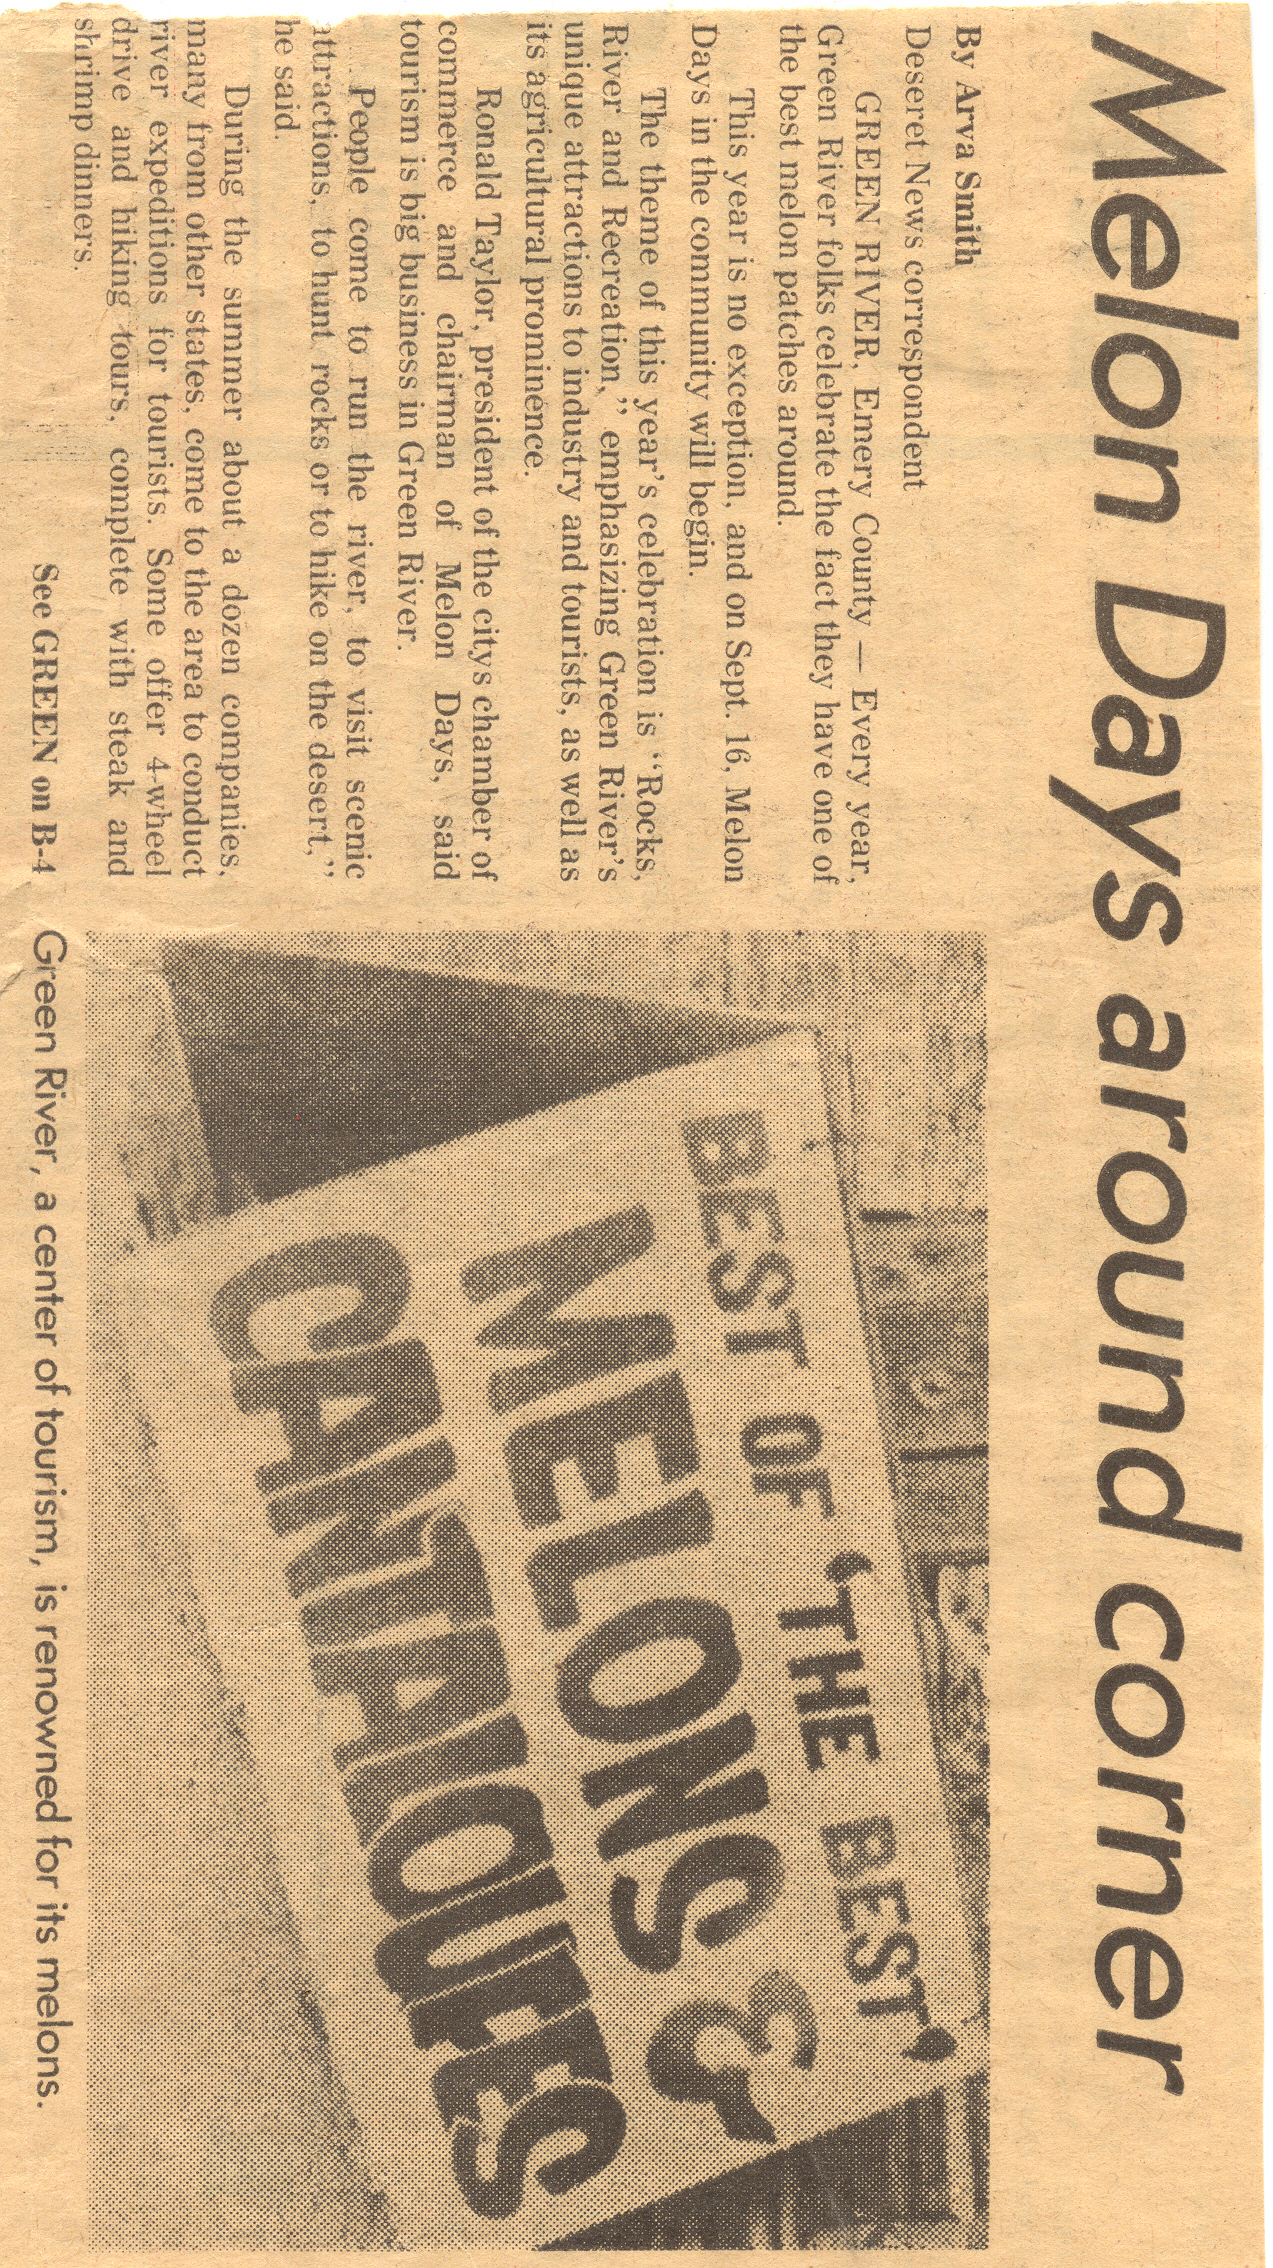 Melon Days around corner
By Arva Smith
Deseret News correspondent
GREEN RIVER, Emery County — Every year,
Green River folks celebrate the fact they have one of
the best melon patches around.
This year is no exception, and on Sept. 16, Melon
Days in the community will begin.
The theme of this year's celebration is "Rocks,
River and Recreation," emphasizing Green River's
unique attractions to industry and tourists, as well as
its agricultural prominence.
Ronald Taylor, president of the citys chamber of
commerce and chairman of Melon Days, said
tourism is big business in Green River.
People come to run the river, to visit scenic
attractions, to hunt rocks or to hike on the desert,"
he said.
During the summer about a dozen companies,
many from other states, come to the area to conduct
river expeditions for tourists. Some offer 4-wheel
drive and hiking tours, complete with steak and
shrimp dinners.
See GREEN on B-4
BEST OF 'THE BEST'
MELONS &
CANTALOUPES
Green River, a center of tourism, is renowned for its melons.